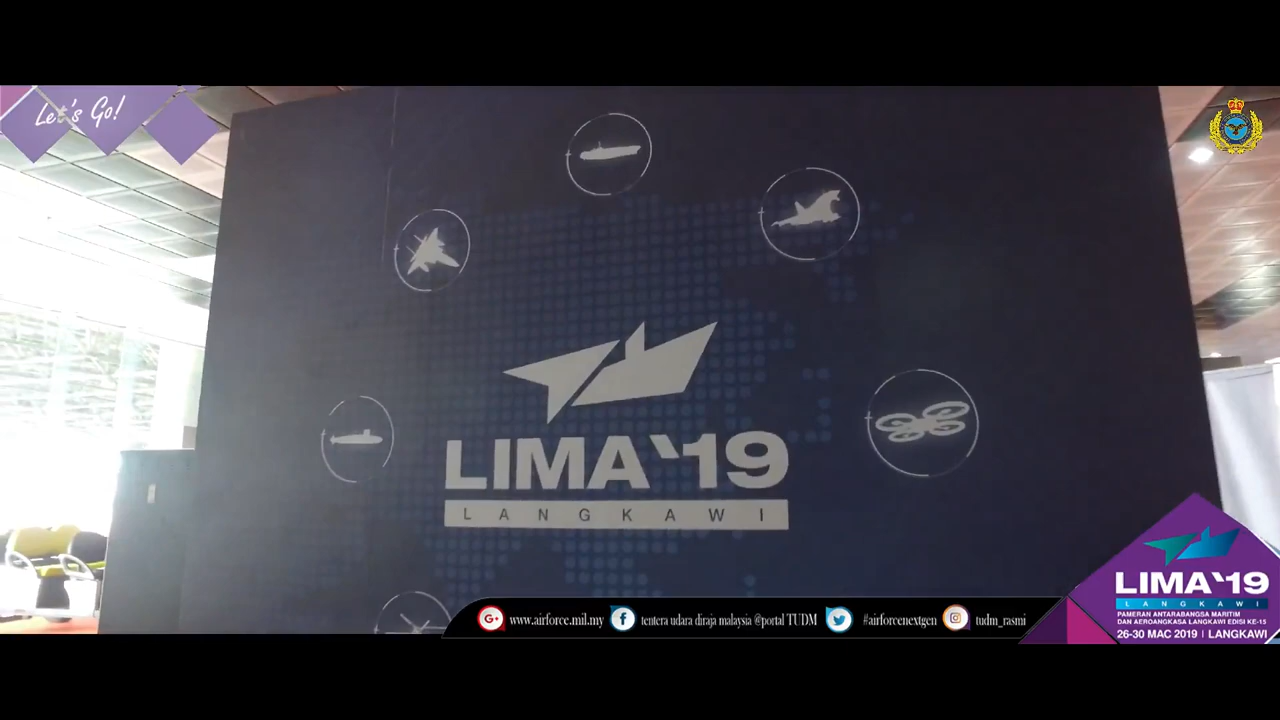 Let's Go!
LIMA'19
LANGKAWI
www.airforce.mil.my
tentera udara diraja malaysia @portal TUDM
#airforcenextgen
tudm_rasmi
LIMA'19
LANGKAWI
PAMERAN ANTARABANGSA MARITIM
DAN AEROANGKASA LANGKAWI EDISI KE-15
26-30 MAC 2019 | LANGKAWI